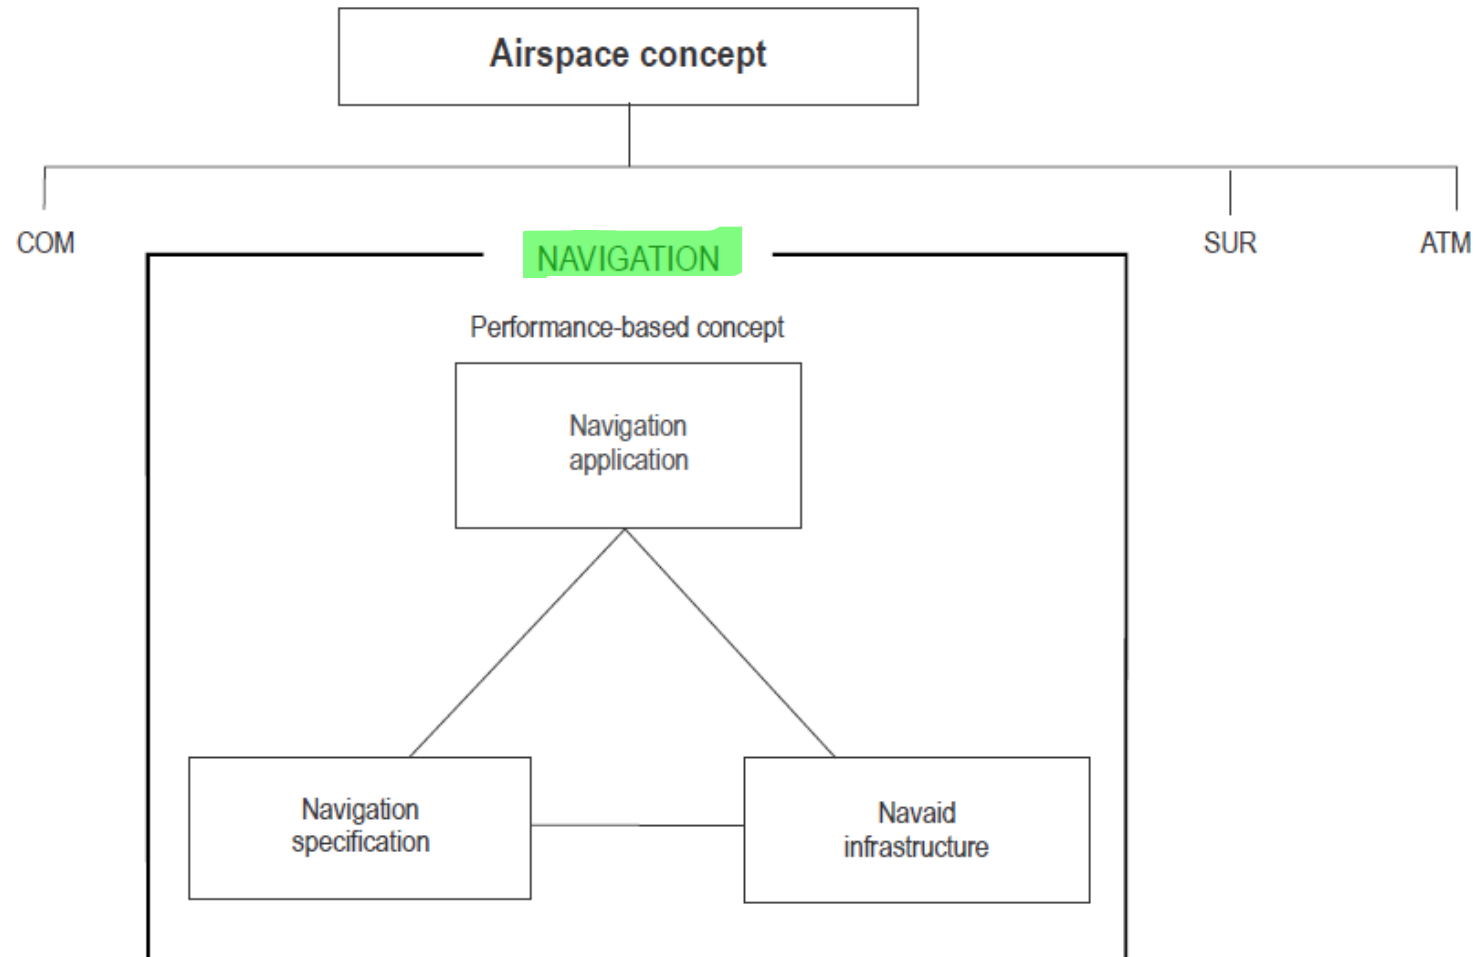 Airspace concept
COM
NAVIGATION
SUR
ATM
Performance-based concept
Navigation
application
Navigation
specification
Navaid
infrastructure